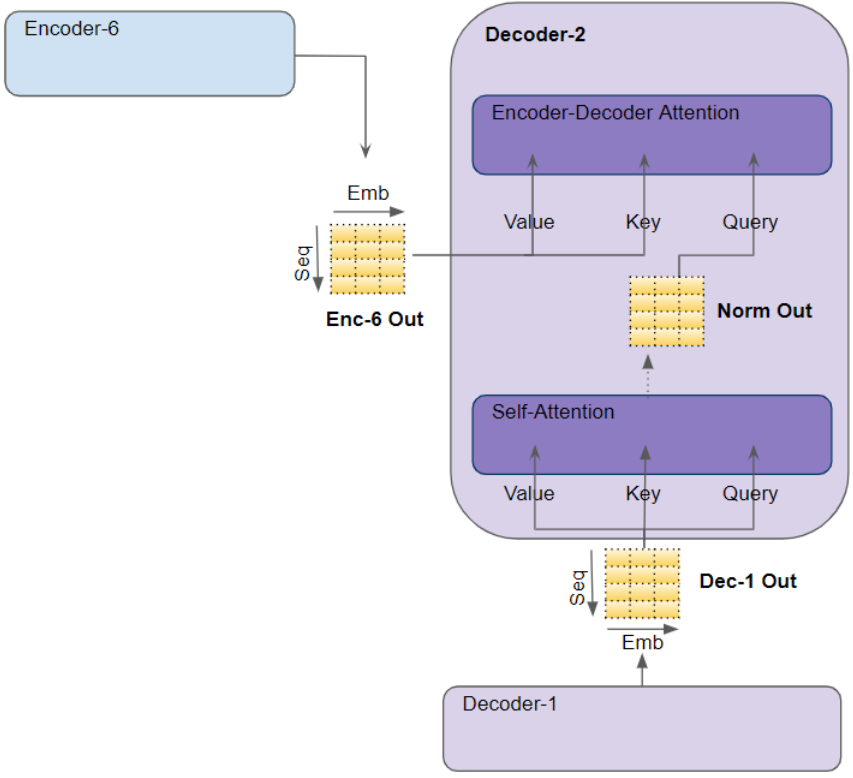 Encoder-6
Decoder-2
Encoder-Decoder Attention
Emb
Value
Key
Query
Seq
Enc-6 Out
Norm Out
Self-Attention
Value
Key
Query
Seq
Dec-1 Out
Emb
Decoder-1